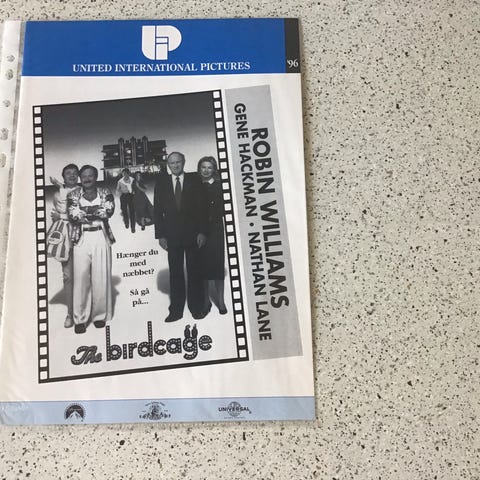 UIP
UNITED INTERNATIONAL PICTURES
'96
ROBIN WILLIAMS
GENE HACKMAN · NATHAN LANE
Hænger du
med
næbbet?
Så gå
på...
The birdcage
UNIVERSAL